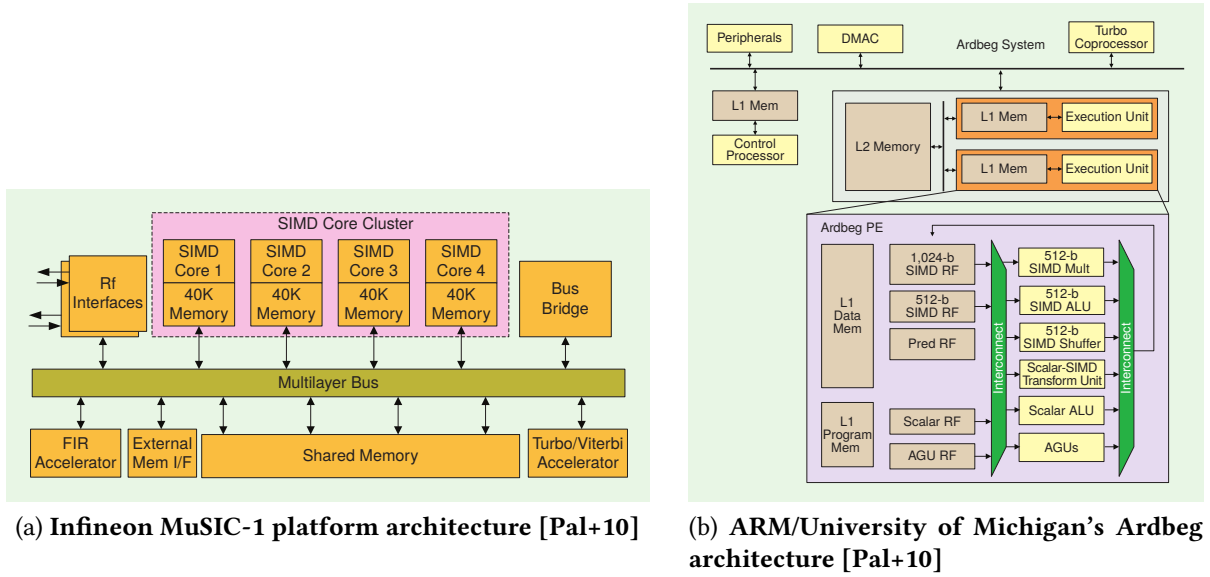 SIMD Core Cluster
Rf
Interfaces
SIMD
Core 1
40K
Memory
SIMD
Core 2
40K
Memory
SIMD
Core 3
40K
Memory
SIMD
Core 4
40K
Memory
Bus
Bridge
Multilayer Bus
FIR
Accelerator
External
Mem I/F
Shared Memory
Turbo/Viterbi
Accelerator
(a) Infineon MuSIC-1 platform architecture [Pal+10]
Peripherals
DMAC
Ardbeg System
Turbo
Coprocessor
L1 Mem
Control
Processor
L2 Memory
L1 Mem
Execution Unit
L1 Mem
Execution Unit
Ardbeg PE
L1
Data
Mem
L1
Program
Mem
1,024-b
SIMD RF
512-b
SIMD RF
Pred RF
Scalar RF
AGU RF
Interconnect
512-b
SIMD Mult
512-b
SIMD ALU
512-b
SIMD Shuffer
Scalar-SIMD
Transform Unit
Scalar ALU
AGUs
Interconnect
(b) ARM/University of Michigan's Ardbeg
architecture [Pal+10]